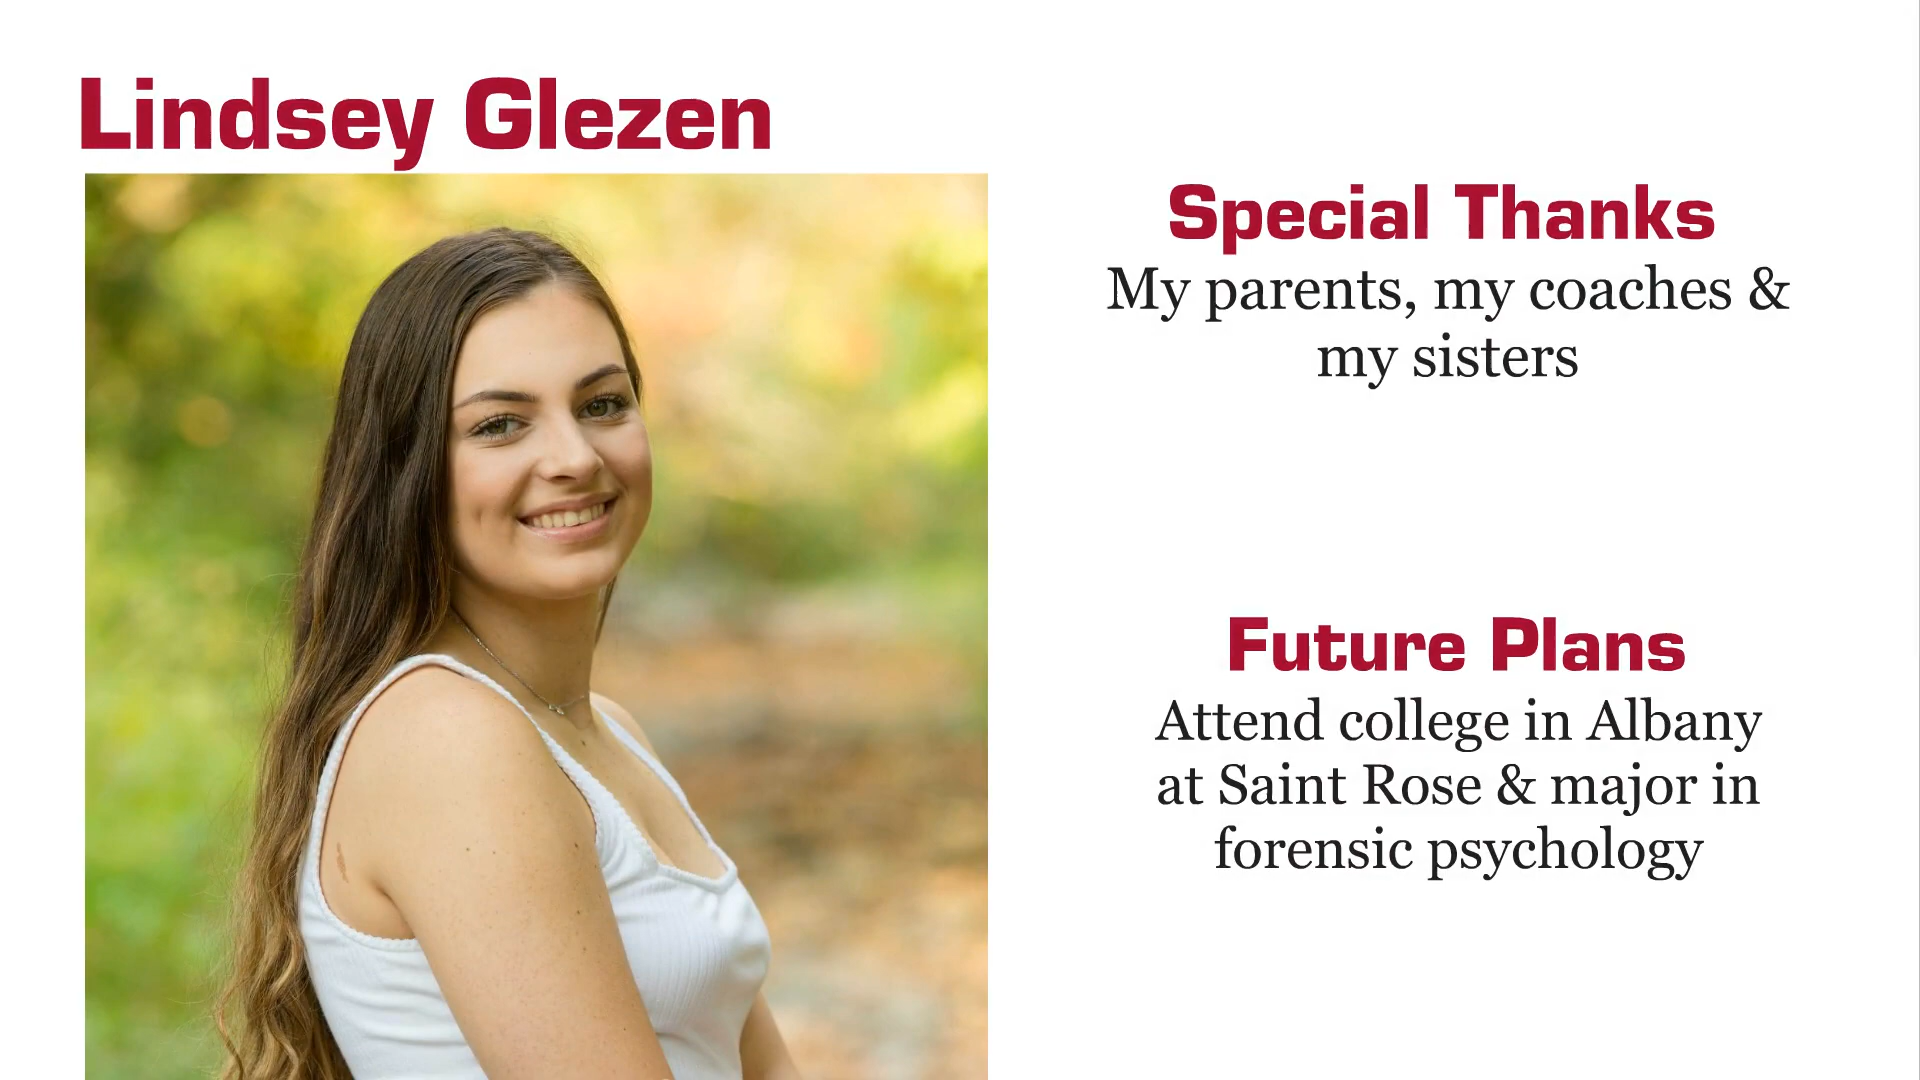 Lindsey Glezen
Special Thanks
My parents, my coaches &
my sisters
Future Plans
Attend college in Albany
at Saint Rose & major in
forensic psychology